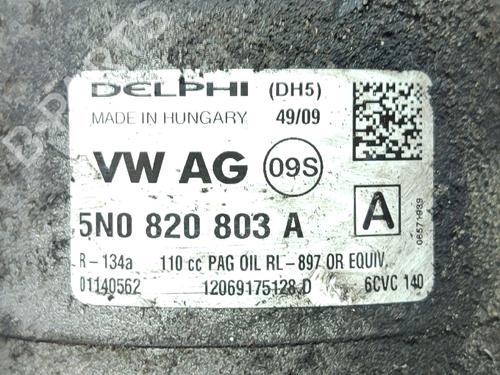 DELPHI (DH5)
MADE IN HUNGARY 49/09
VW AG 09S
5N0 820 803 A A
R-134a 110 cc PAG OIL RL-897 OR EQUIV.
01140562 12069175128 D 6CVC 140
06571939